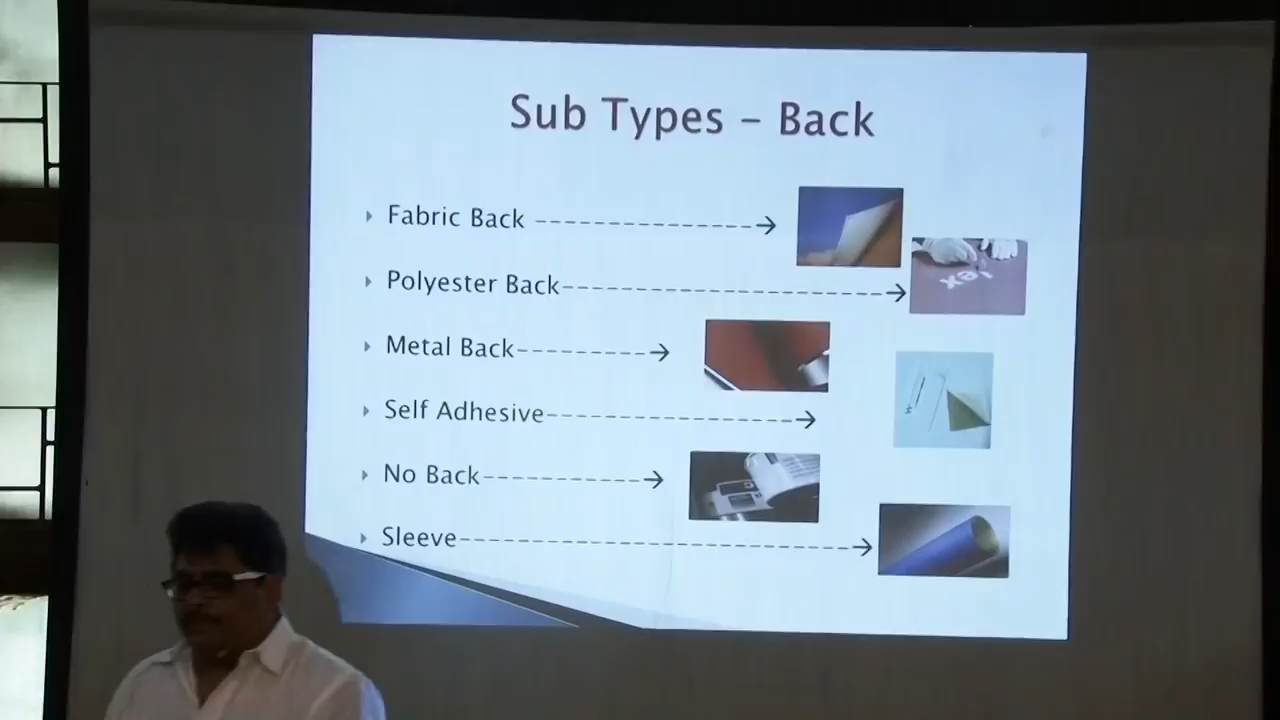 Sub Types – Back
Fabric Back
Polyester Back
Metal Back
Self Adhesive
No Back
Sleeve